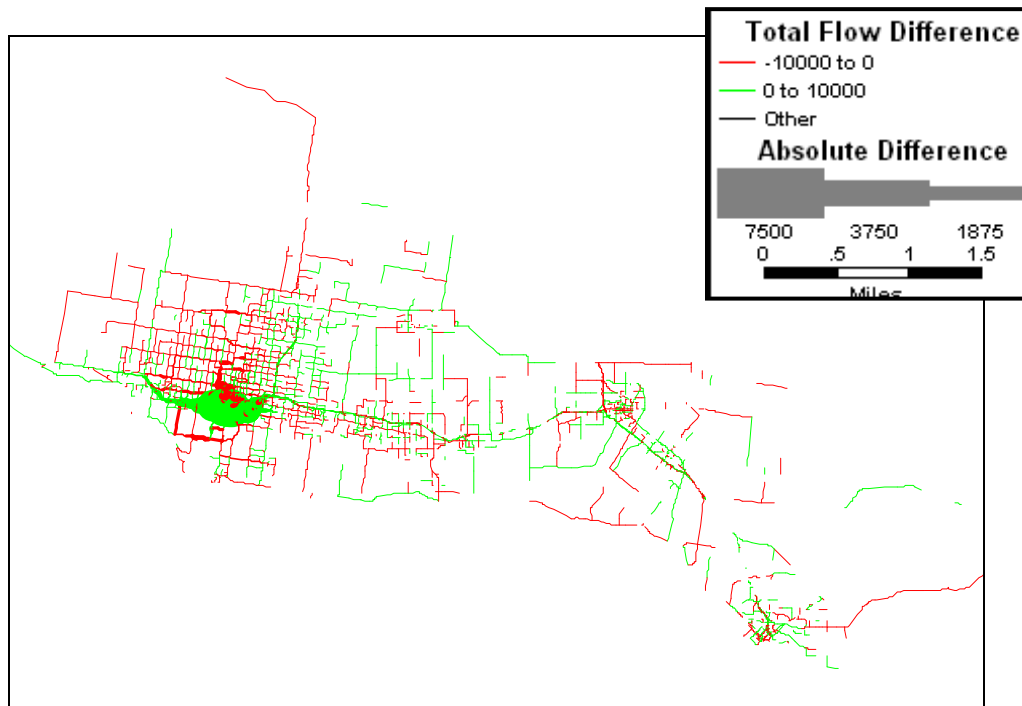 Total Flow Difference
-10000 to 0
0 to 10000
Other
Absolute Difference
7500 3750 1875
0 .5 1 1.5
Miles